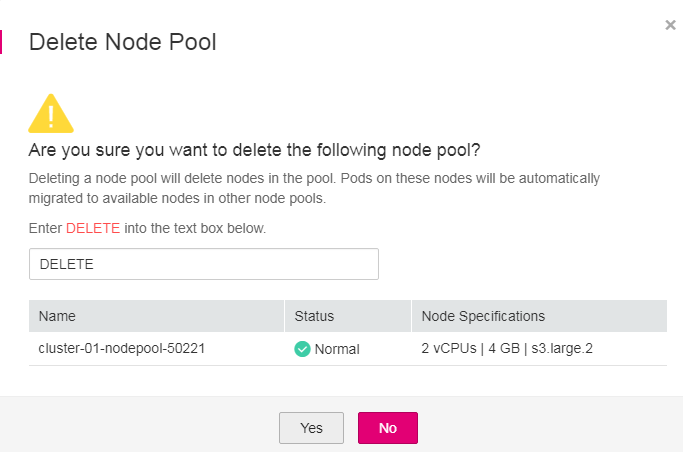 Delete Node Pool
Are you sure you want to delete the following node pool?
Deleting a node pool will delete nodes in the pool. Pods on these nodes will be automatically
migrated to available nodes in other node pools.
Enter DELETE into the text box below.
DELETE
Name Status Node Specifications
cluster-01-nodepool-50221 Normal 2 vCPUs | 4 GB | s3.large.2
Yes No